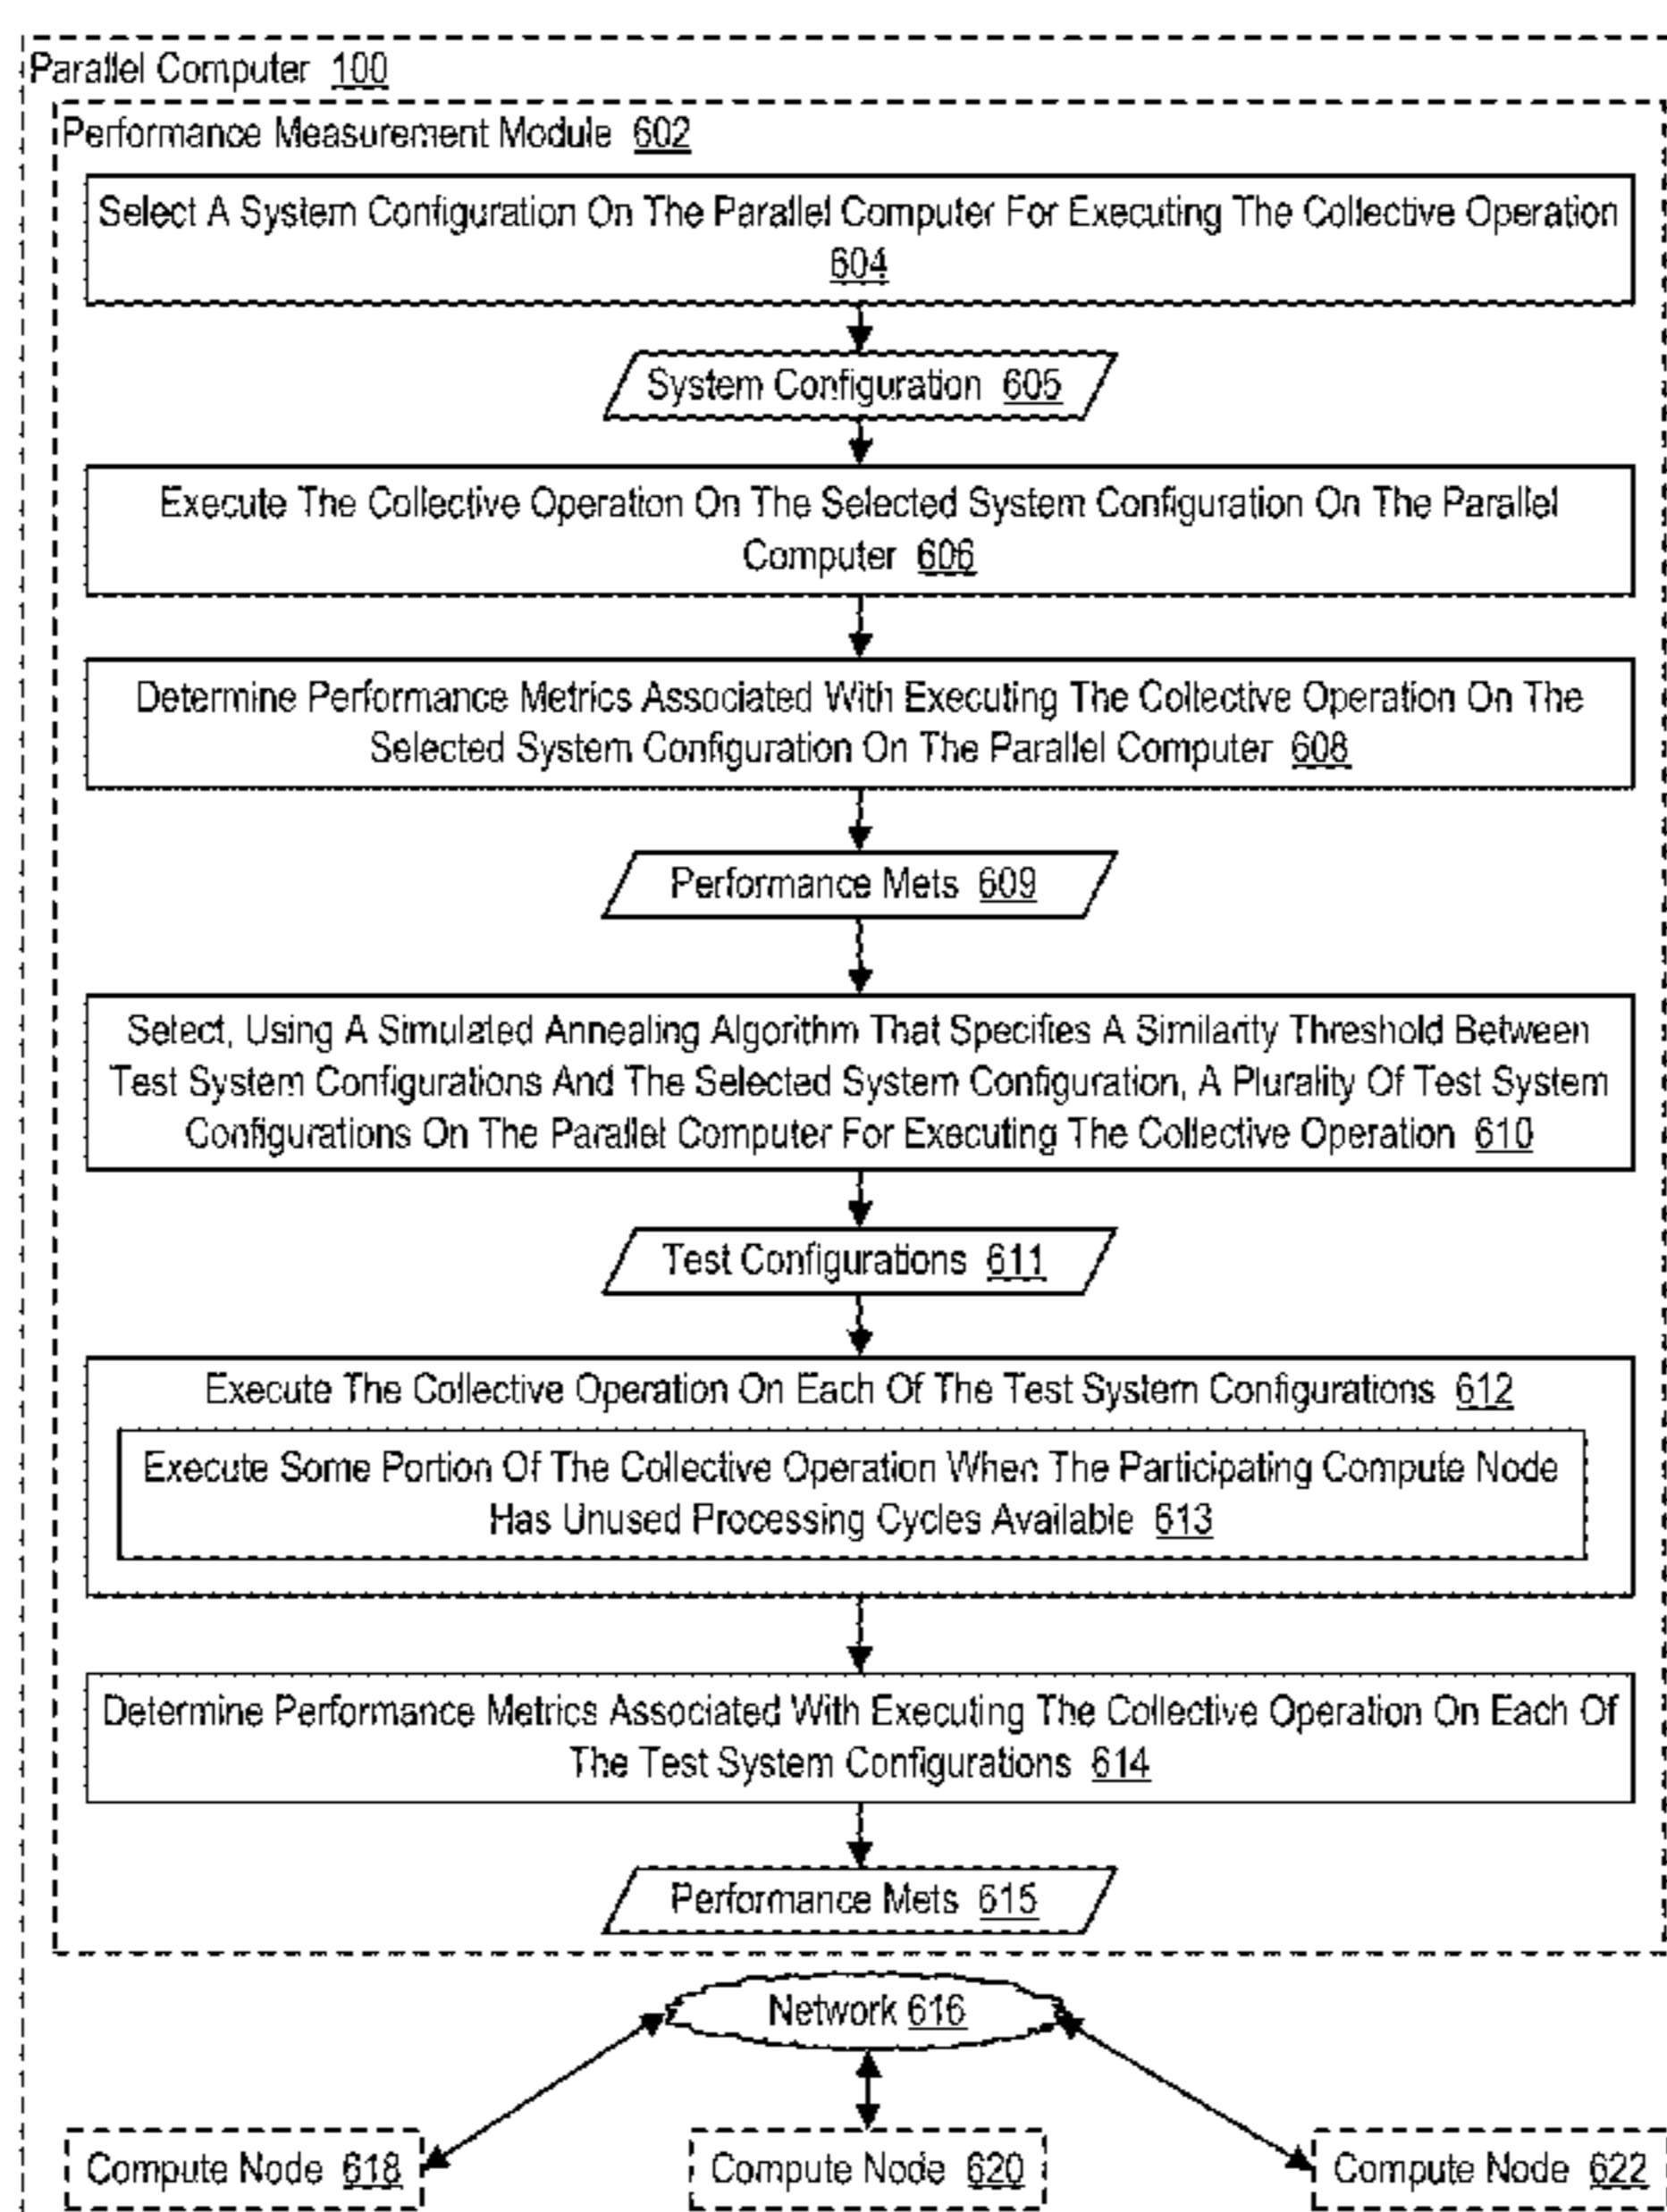 Parallel Computer 100
Performance Measurement Module 602
Select A System Configuration On The Parallel Computer For Executing The Collective Operation
604
System Configuration 605
Execute The Collective Operation On The Selected System Configuration On The Parallel
Computer 606
Determine Performance Metrics Associated With Executing The Collective Operation On The
Selected System Configuration On The Parallel Computer 608
Performance Mets 609
Select, Using A Simulated Annealing Algorithm That Specifies A Similarity Threshold Between
Test System Configurations And The Selected System Configuration, A Plurality Of Test System
Configurations On The Parallel Computer For Executing The Collective Operation 610
Test Configurations 611
Execute The Collective Operation On Each Of The Test System Configurations 612
Execute Some Portion Of The Collective Operation When The Participating Compute Node
Has Unused Processing Cycles Available 613
Determine Performance Metrics Associated With Executing The Collective Operation On Each Of
The Test System Configurations 614
Performance Mets 615
Network 616
Compute Node 618
Compute Node 620
Compute Node 622